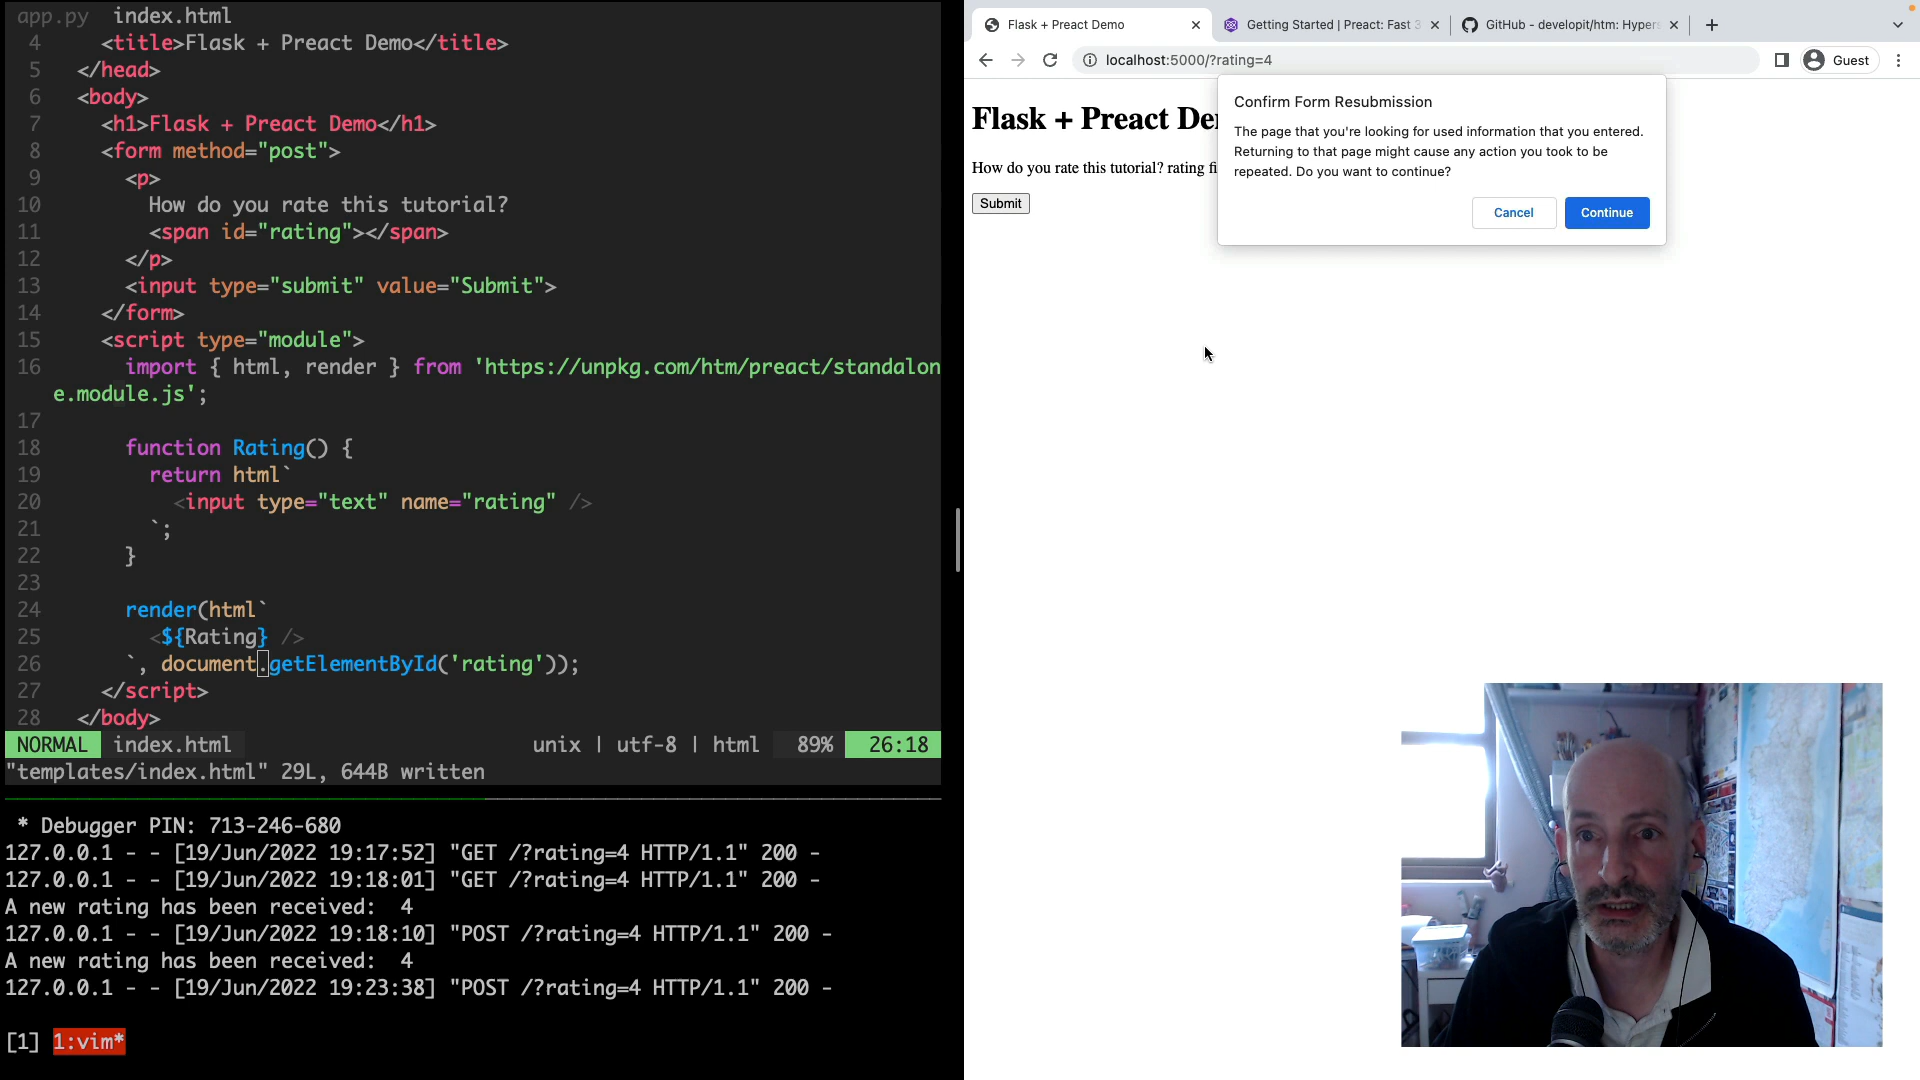 app.py index.html
4 <title>Flask + Preact Demo</title>
5 </head>
6 <body>
7 <h1>Flask + Preact Demo</h1>
8 <form method="post">
9 <p>
10 How do you rate this tutorial?
11 <span id="rating"></span>
12 </p>
13 <input type="submit" value="Submit">
14 </form>
15 <script type="module">
16 import { html, render } from 'https://unpkg.com/htm/preact/standalon
e.module.js';
17
18 function Rating() {
19 return html`
20 <input type="text" name="rating" />
21 `;
22 }
23
24 render(html`
25 <${Rating} />
26 `, document.getElementById('rating'));
27 </script>
28 </body>
NORMAL index.html unix | utf-8 | html 89% 26:18
"templates/index.html" 29L, 644B written
* Debugger PIN: 713-246-680
127.0.0.1 - - [19/Jun/2022 19:17:52] "GET /?rating=4 HTTP/1.1" 200 -
127.0.0.1 - - [19/Jun/2022 19:18:01] "GET /?rating=4 HTTP/1.1" 200 -
A new rating has been received: 4
127.0.0.1 - - [19/Jun/2022 19:18:10] "POST /?rating=4 HTTP/1.1" 200 -
A new rating has been received: 4
127.0.0.1 - - [19/Jun/2022 19:23:38] "POST /?rating=4 HTTP/1.1" 200 -
[1] 1:vim*
Flask + Preact Demo
Getting Started | Preact: Fast 3
GitHub - developit/htm: Hypers
localhost:5000/?rating=4
Guest
Flask + Preact De
How do you rate this tutorial? rating fi
Submit
Confirm Form Resubmission
The page that you're looking for used information that you entered.
Returning to that page might cause any action you took to be
repeated. Do you want to continue?
Cancel
Continue